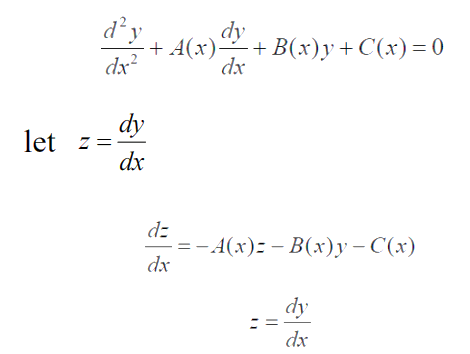 d²y/dx² + A(x) dy/dx + B(x)y + C(x) = 0
let z = dy/dx
dz/dx = −A(x)z − B(x)y − C(x)
z = dy/dx